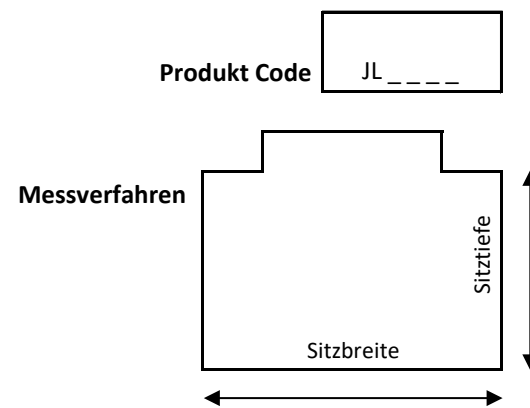 Produkt Code
JL _ _ _ _
Messverfahren
Sitztiefe
Sitzbreite